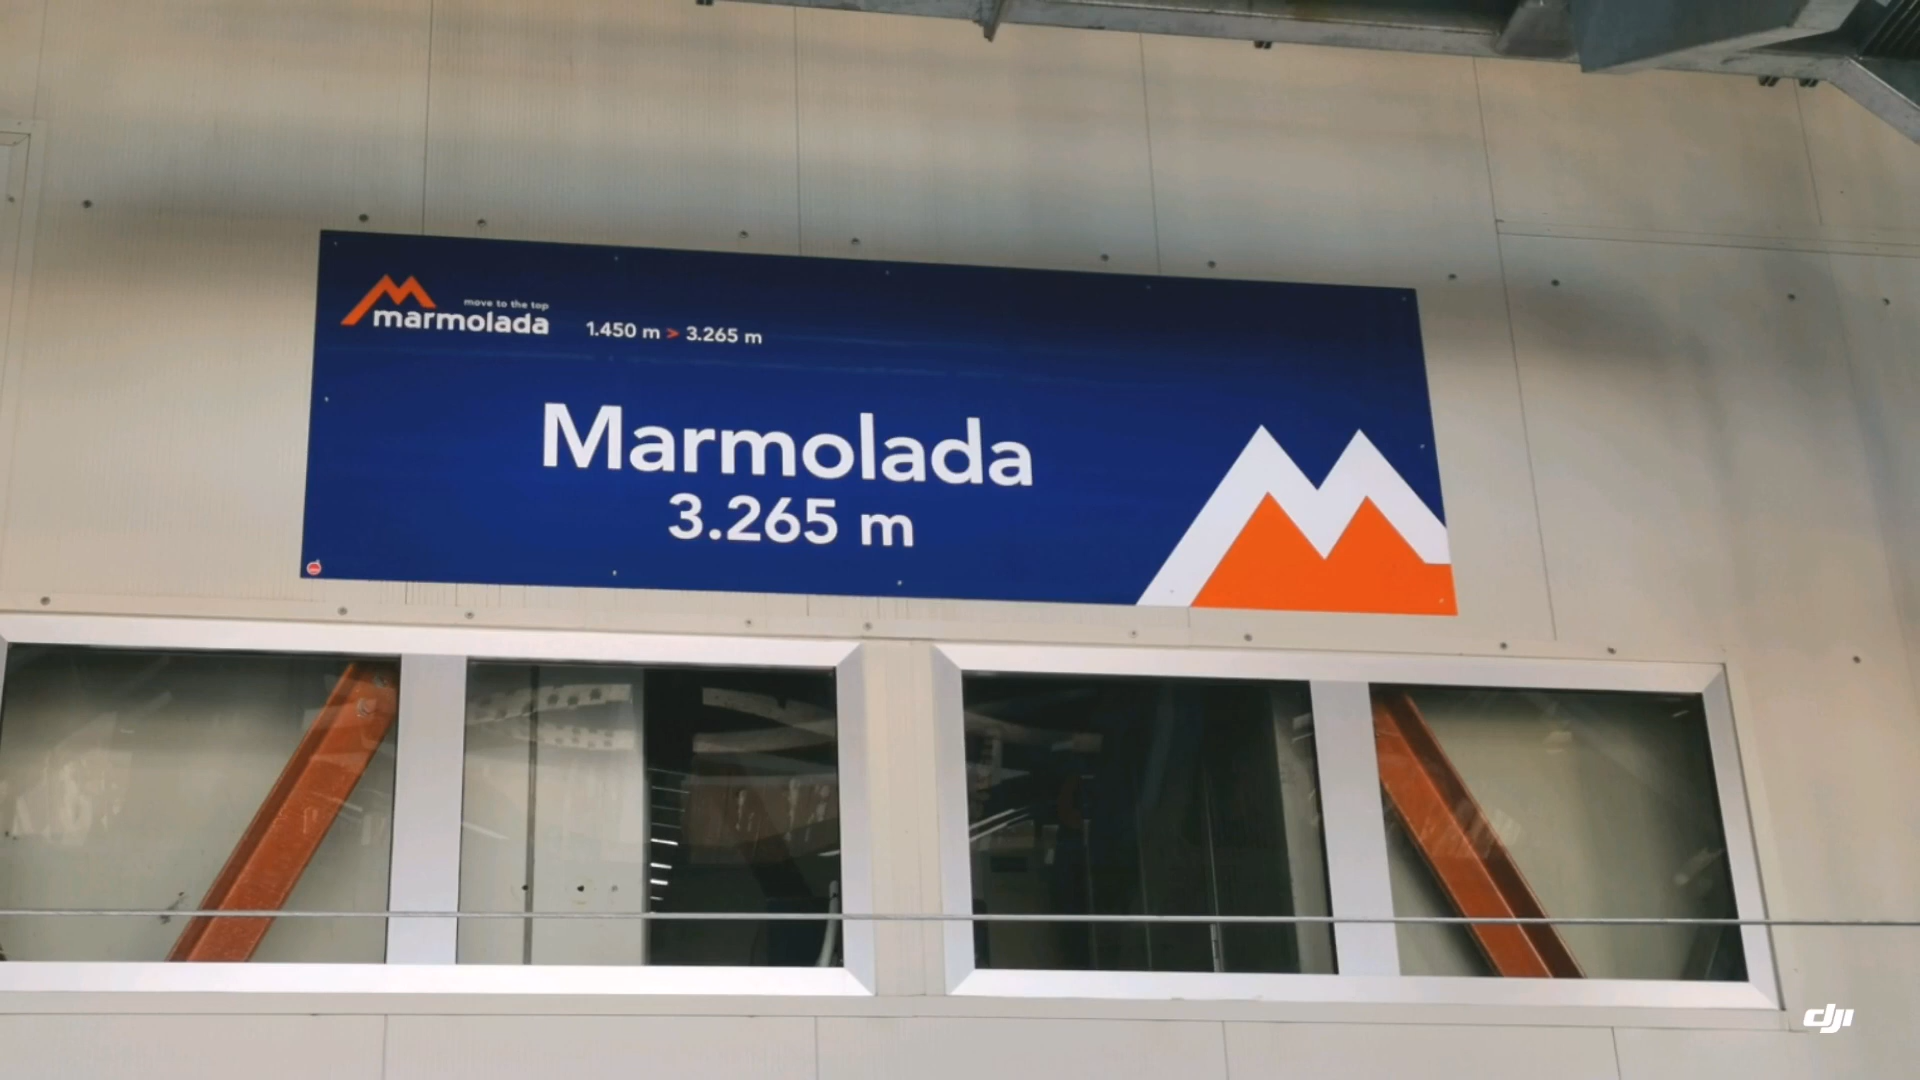 move to the top
marmolada
1.450 m > 3.265 m
Marmolada
3.265 m
dji